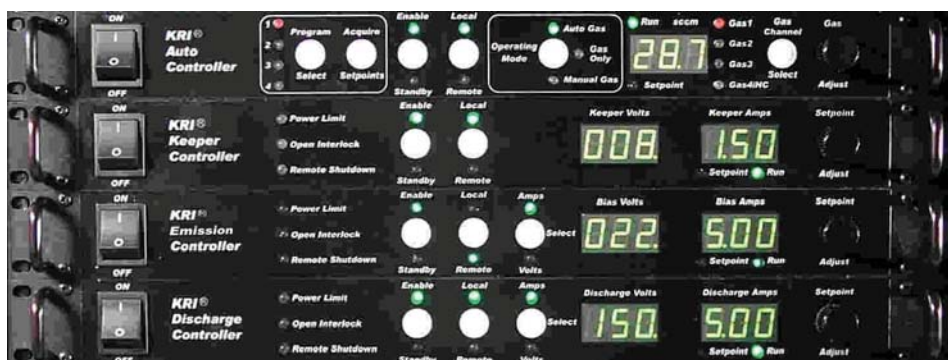 ON
KRI®
Auto
Controller
OFF
1
2
3
4
Program
Select
Acquire
Setpoints
Enable
Standby
Local
Remote
Operating
Mode
Auto Gas
Gas
Only
Manual Gas
Run sccm
28.7
Setpoint
Gas1
Gas2
Gas3
Gas4/HC
Gas
Channel
Select
Gas
Adjust
ON
KRI®
Keeper
Controller
OFF
Power Limit
Open Interlock
Remote Shutdown
Enable
Standby
Local
Remote
Keeper Volts
008.
Keeper Amps
1.50
Setpoint Run
Setpoint
Adjust
ON
KRI®
Emission
Controller
OFF
Power Limit
Open Interlock
Remote Shutdown
Enable
Standby
Local
Remote
Amps
Select
Volts
Bias Volts
022.
Bias Amps
5.00
Setpoint Run
Setpoint
Adjust
ON
KRI®
Discharge
Controller
OFF
Power Limit
Open Interlock
Remote Shutdown
Enable
Standby
Local
Remote
Amps
Select
Volts
Discharge Volts
150.
Discharge Amps
5.00
Setpoint Run
Setpoint
Adjust